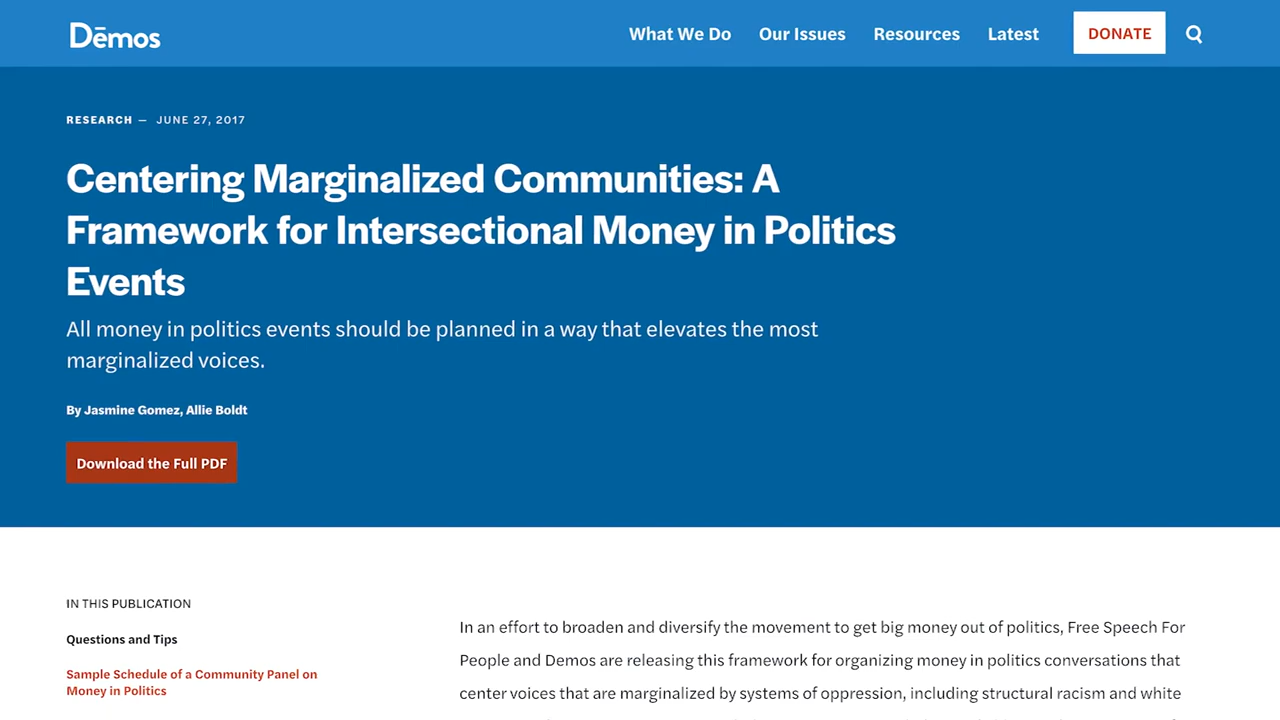 Dēmos
What We Do
Our Issues
Resources
Latest
DONATE
RESEARCH — JUNE 27, 2017
Centering Marginalized Communities: A
Framework for Intersectional Money in Politics
Events
All money in politics events should be planned in a way that elevates the most
marginalized voices.
By Jasmine Gomez, Allie Boldt
Download the Full PDF
IN THIS PUBLICATION
Questions and Tips
Sample Schedule of a Community Panel on
Money in Politics
In an effort to broaden and diversify the movement to get big money out of politics, Free Speech For
People and Demos are releasing this framework for organizing money in politics conversations that
center voices that are marginalized by systems of oppression, including structural racism and white